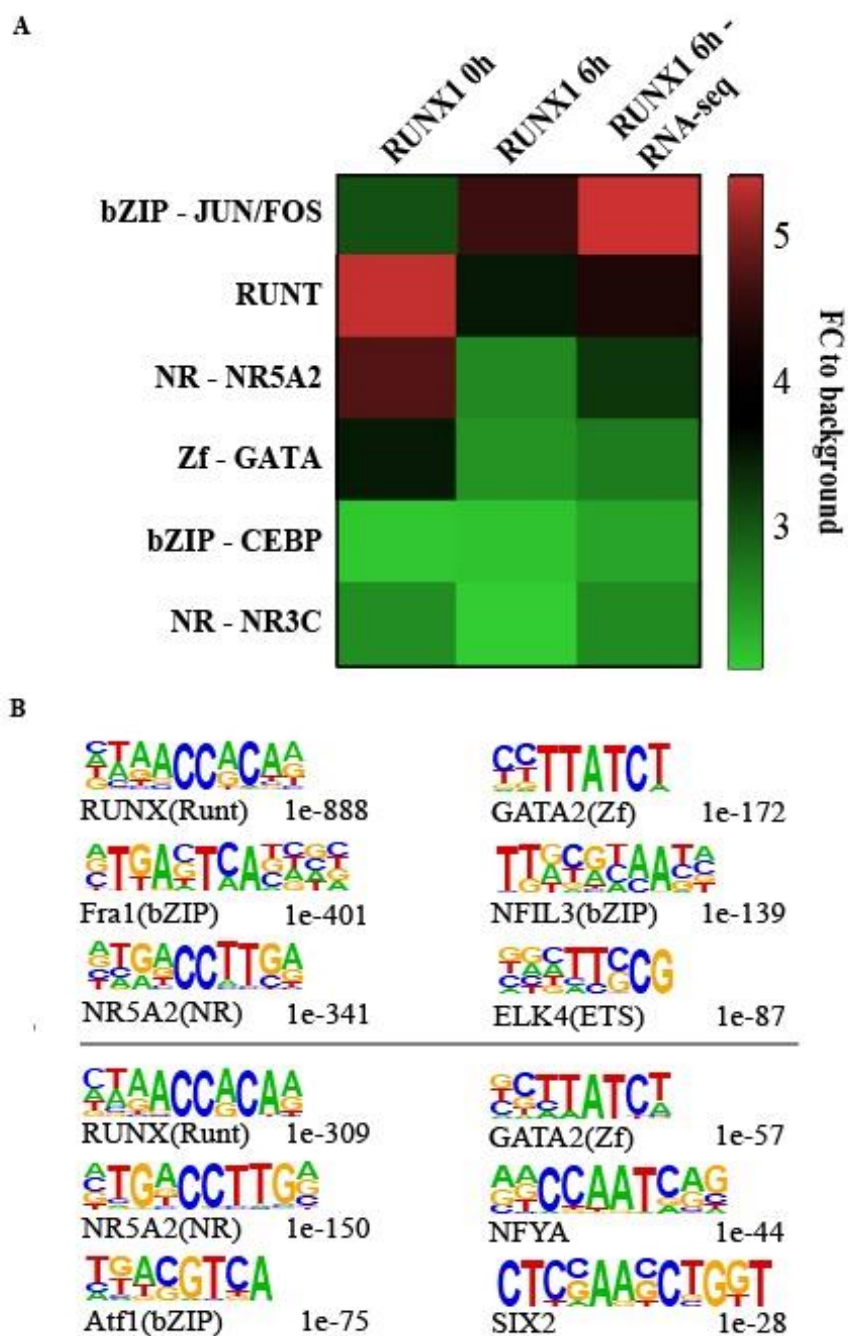 A
RUNX1 0h
RUNX1 6h
RUNX1 6h -
RNA-seq
bZIP - JUN/FOS
RUNT
NR - NR5A2
Zf - GATA
bZIP - CEBP
NR - NR3C
5
4
3
FC to background
B
RUNX(Runt) 1e-888
GATA2(Zf) 1e-172
Fra1(bZIP) 1e-401
NFIL3(bZIP) 1e-139
NR5A2(NR) 1e-341
ELK4(ETS) 1e-87
RUNX(Runt) 1e-309
GATA2(Zf) 1e-57
NR5A2(NR) 1e-150
NFYA 1e-44
Atf1(bZIP) 1e-75
SIX2 1e-28